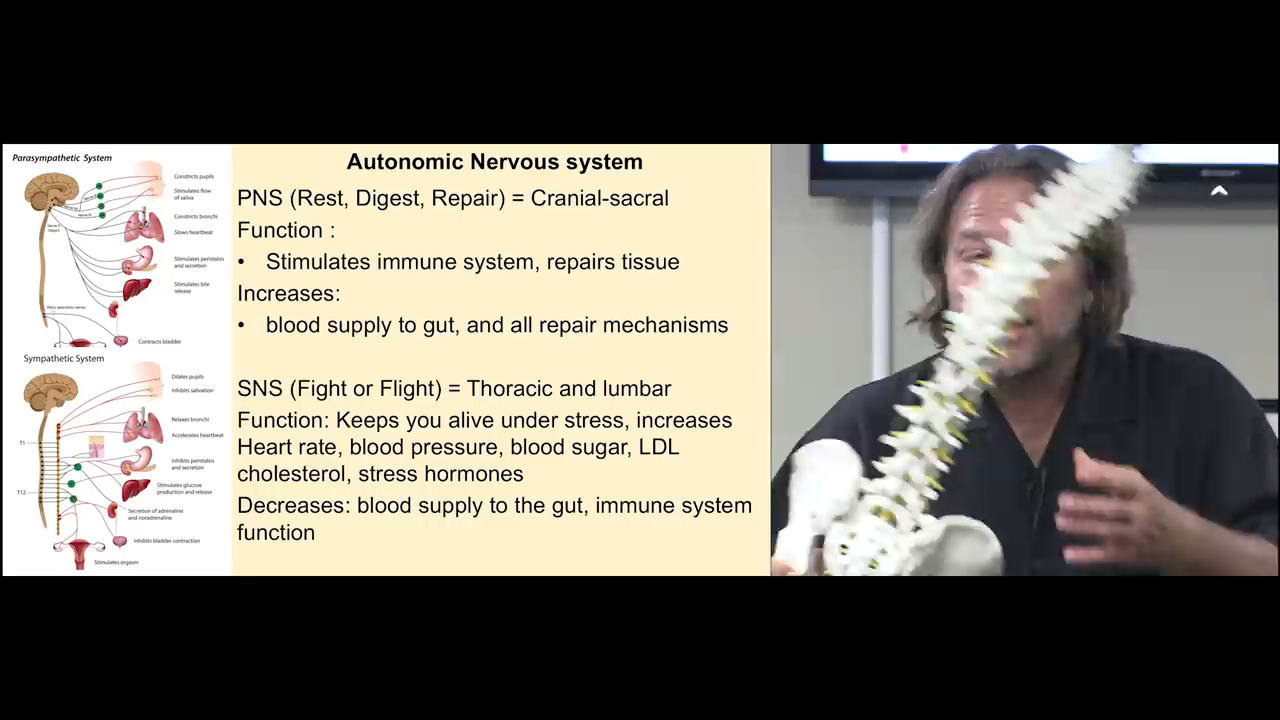 Parasympathetic System
Constricts pupils
Stimulates flow
of saliva
Constricts bronchi
Slows heartbeat
Stimulates peristalsis
and secretion
Stimulates bile
release
Contracts bladder
Sympathetic System
Dilates pupils
Inhibits salivation
Relaxes bronchi
Accelerates heartbeat
T1
Inhibits peristalsis
and secretion
Stimulates glucose
production and release
T12
Secretion of adrenaline
and noradrenaline
Inhibits bladder contraction
Stimulates orgasm
Autonomic Nervous system
PNS (Rest, Digest, Repair) = Cranial-sacral
Function :
• Stimulates immune system, repairs tissue
Increases:
• blood supply to gut, and all repair mechanisms
SNS (Fight or Flight) = Thoracic and lumbar
Function: Keeps you alive under stress, increases
Heart rate, blood pressure, blood sugar, LDL
cholesterol, stress hormones
Decreases: blood supply to the gut, immune system
function